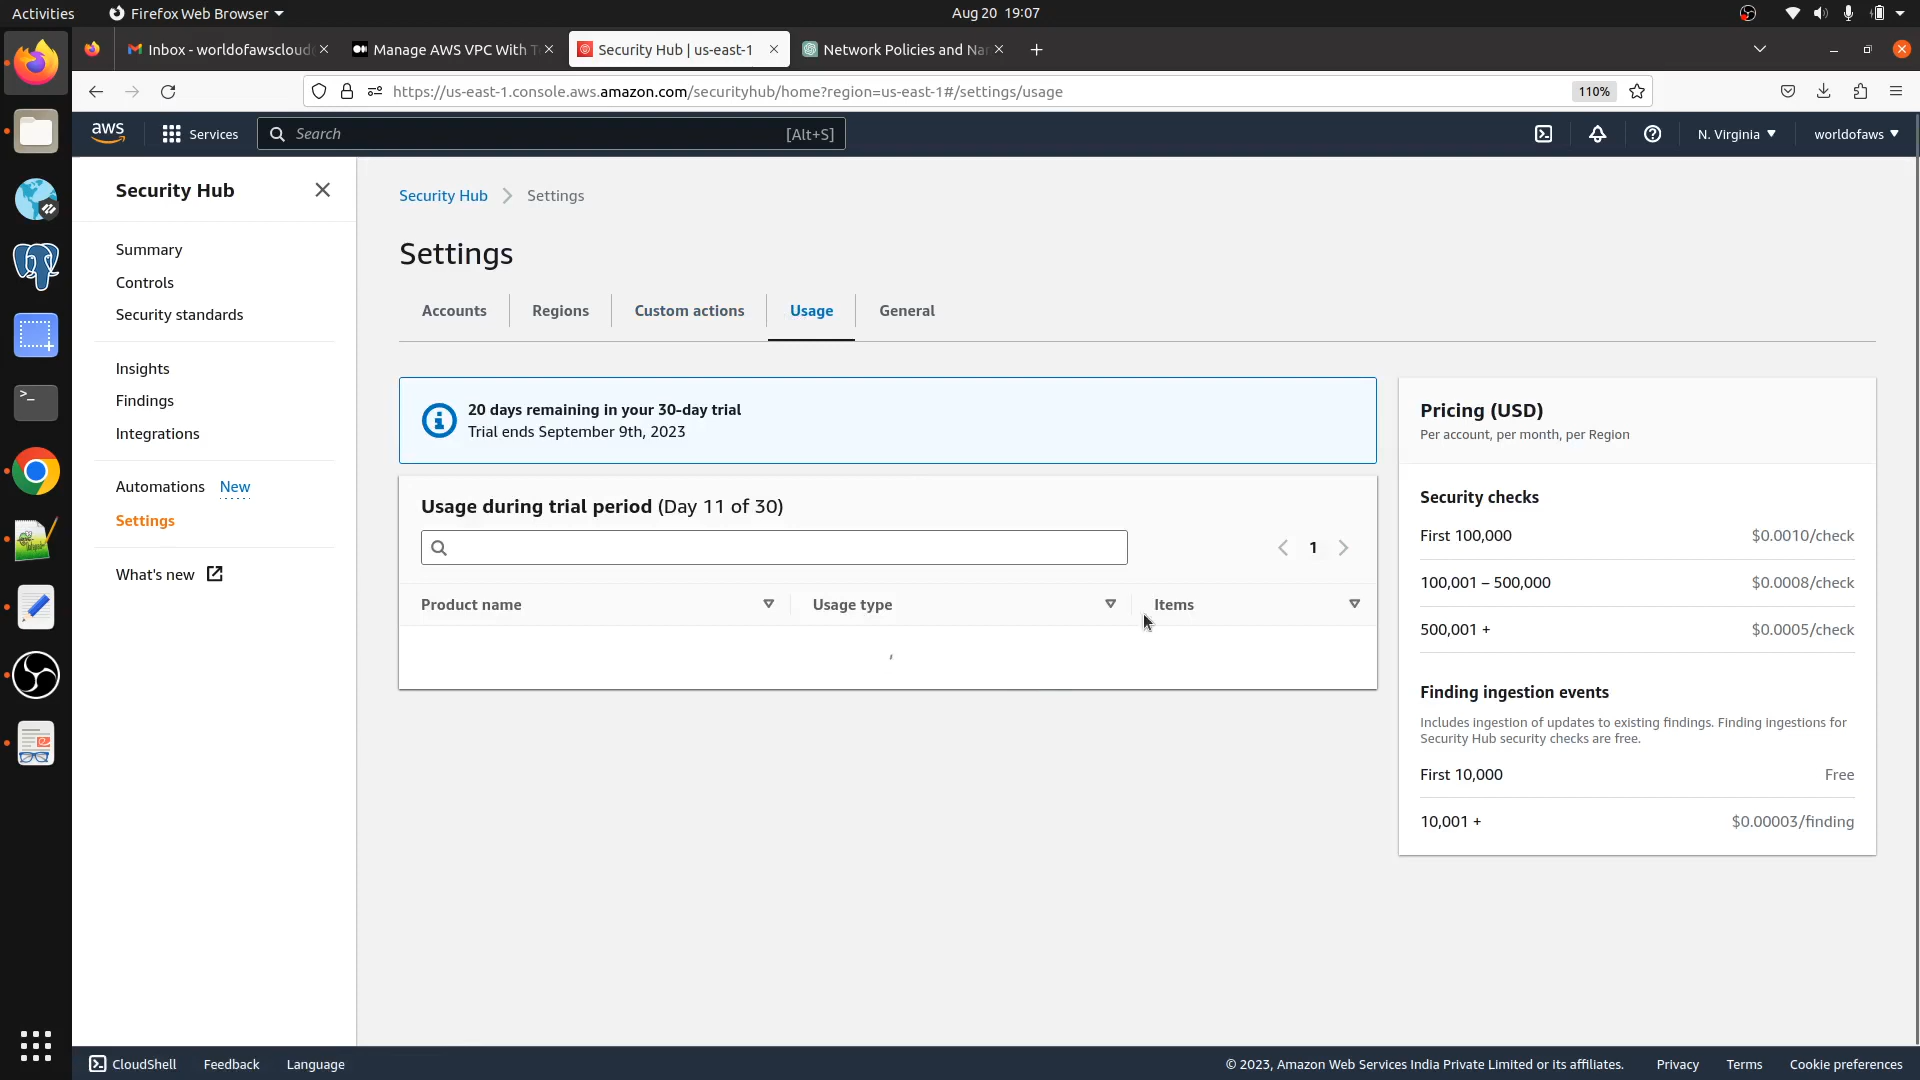 Activities
Firefox Web Browser
Aug 20 19:07
Inbox - worldofawscloud
Manage AWS VPC With T
Security Hub | us-east-1
Network Policies and Na
https://us-east-1.console.aws.amazon.com/securityhub/home?region=us-east-1#/settings/usage
110%
aws
Services
Search
[Alt+S]
N. Virginia
worldofaws
Security Hub
Summary
Controls
Security standards
Insights
Findings
Integrations
Automations New
Settings
What's new
Security Hub
Settings
Settings
Accounts
Regions
Custom actions
Usage
General
20 days remaining in your 30-day trial
Trial ends September 9th, 2023
Usage during trial period (Day 11 of 30)
1
Product name
Usage type
Items
Pricing (USD)
Per account, per month, per Region
Security checks
First 100,000 $0.0010/check
100,001 – 500,000 $0.0008/check
500,001 + $0.0005/check
Finding ingestion events
Includes ingestion of updates to existing findings. Finding ingestions for
Security Hub security checks are free.
First 10,000 Free
10,001 + $0.00003/finding
CloudShell
Feedback
Language
© 2023, Amazon Web Services India Private Limited or its affiliates.
Privacy
Terms
Cookie preferences